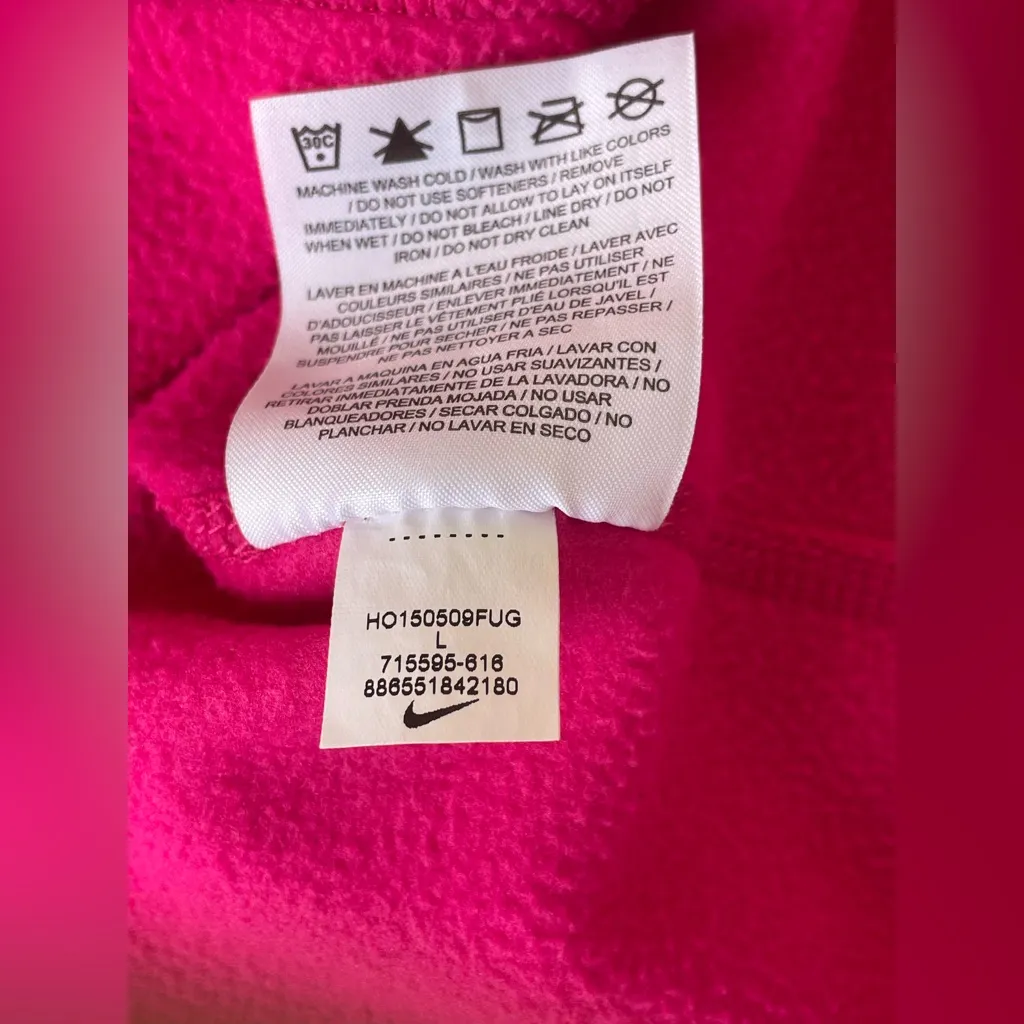 30C
MACHINE WASH COLD / WASH WITH LIKE COLORS
/ DO NOT USE SOFTENERS / REMOVE
IMMEDIATELY / DO NOT ALLOW TO LAY ON ITSELF
WHEN WET / DO NOT BLEACH / LINE DRY / DO NOT
IRON / DO NOT DRY CLEAN
LAVER EN MACHINE A L'EAU FROIDE / LAVER AVEC
COULEURS SIMILAIRES / NE PAS UTILISER
D'ADOUCISSEUR / ENLEVER IMMEDIATEMENT / NE
PAS LAISSER LE VÊTEMENT PLIÉ LORSQU'IL EST
MOUILLÉ / NE PAS UTILISER D'EAU DE JAVEL /
SUSPENDRE POUR SECHER / NE PAS REPASSER /
NE PAS NETTOYER A SEC
LAVAR A MAQUINA EN AGUA FRIA / LAVAR CON
COLORES SIMILARES / NO USAR SUAVIZANTES /
RETIRAR INMEDIATAMENTE DE LA LAVADORA / NO
DOBLAR PRENDA MOJADA / NO USAR
BLANQUEADORES / SECAR COLGADO / NO
PLANCHAR / NO LAVAR EN SECO
HO150509FUG
L
715595-616
886551842180